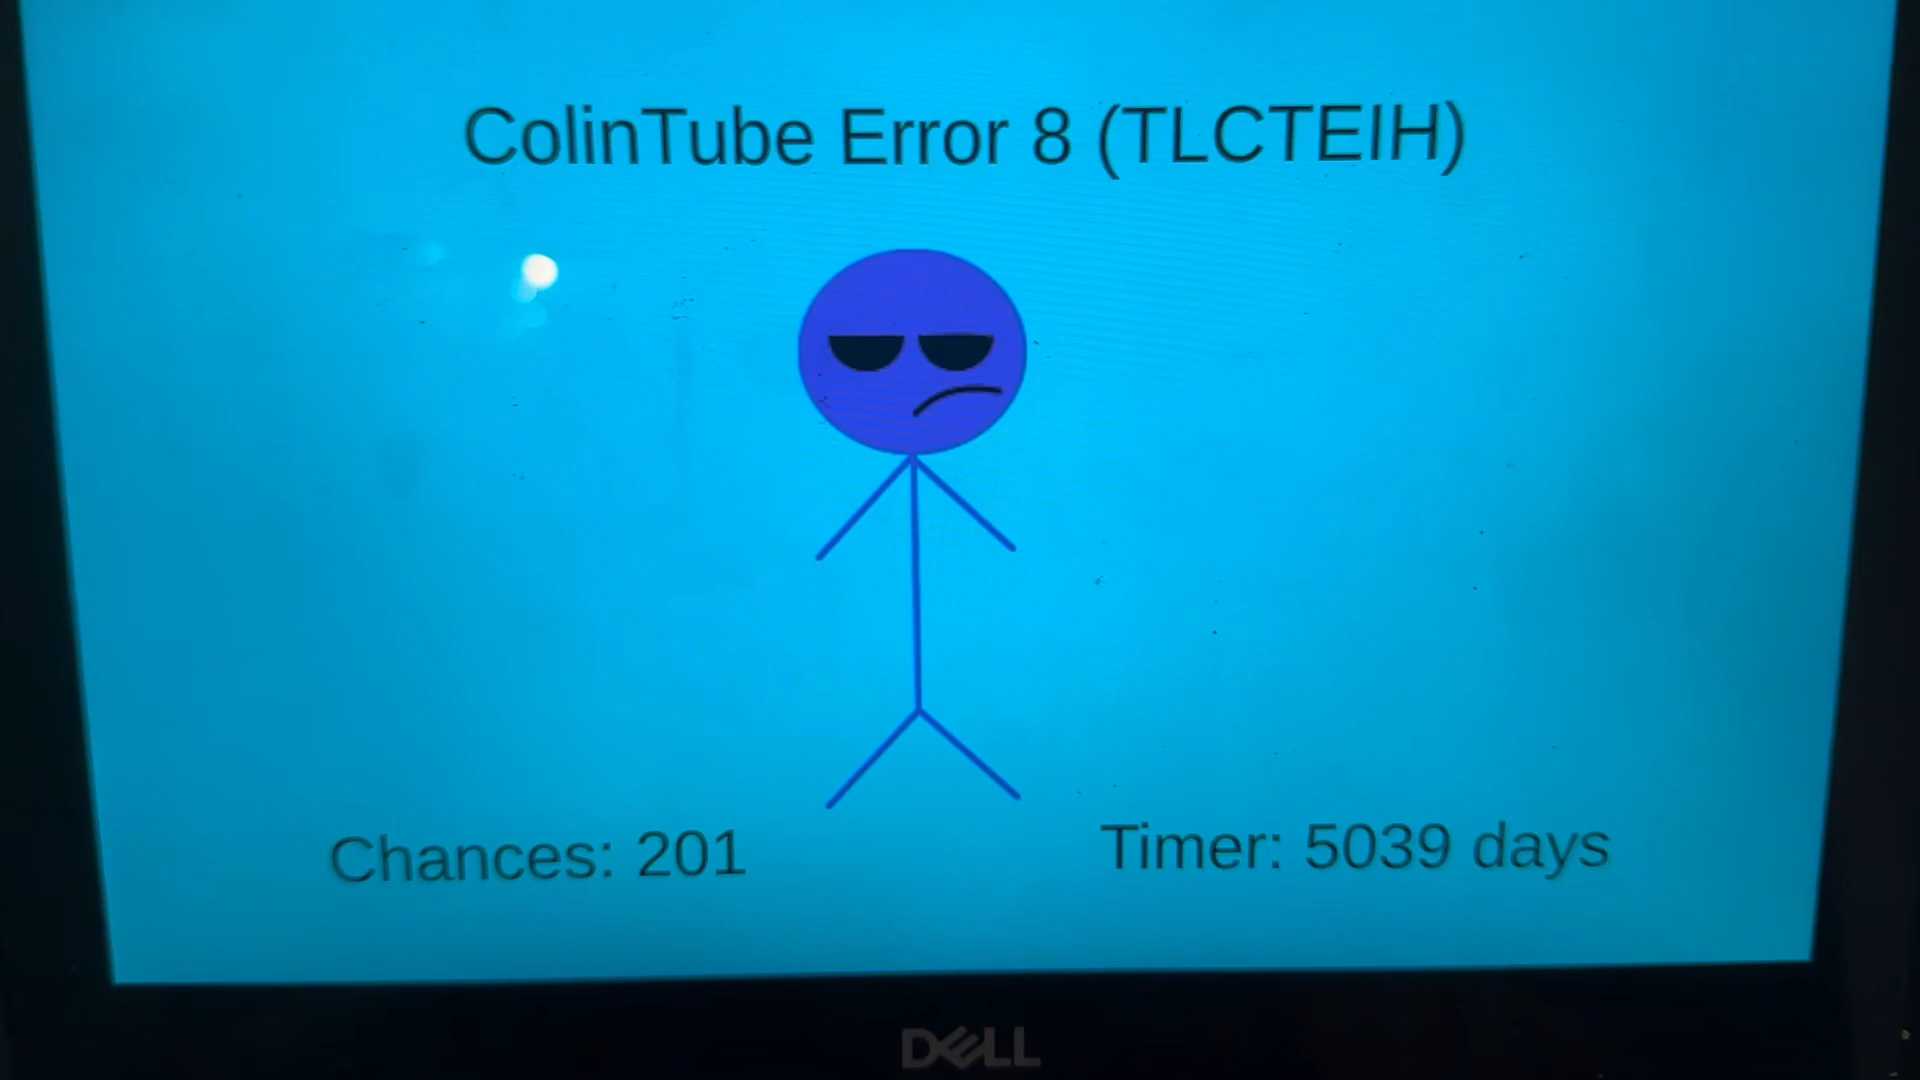 ColinTube Error 8 (TLCTEIH)
Chances: 201
Timer: 5039 days
DELL